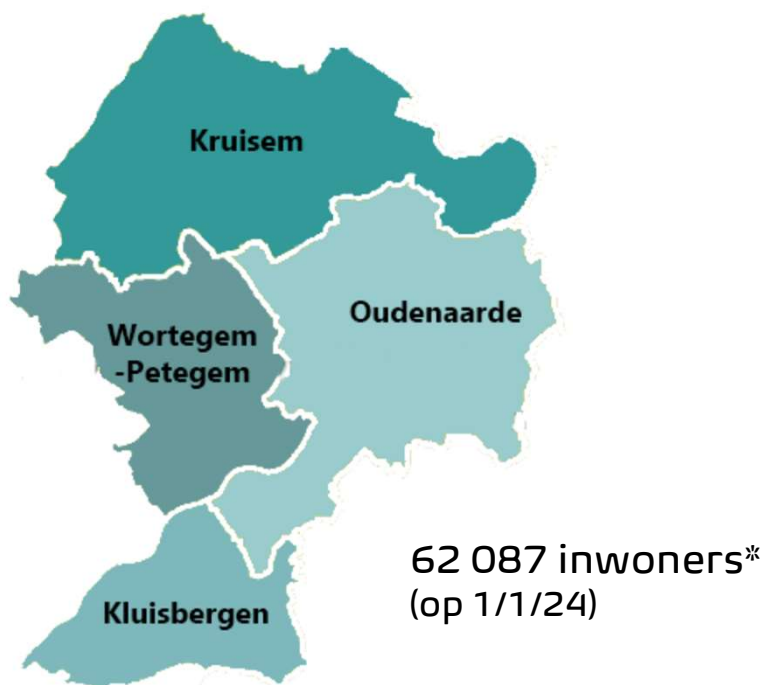 Kruisem
Oudenaarde
Wortegem
-Petegem
62 087 inwoners*
(op 1/1/24)
Kluisbergen